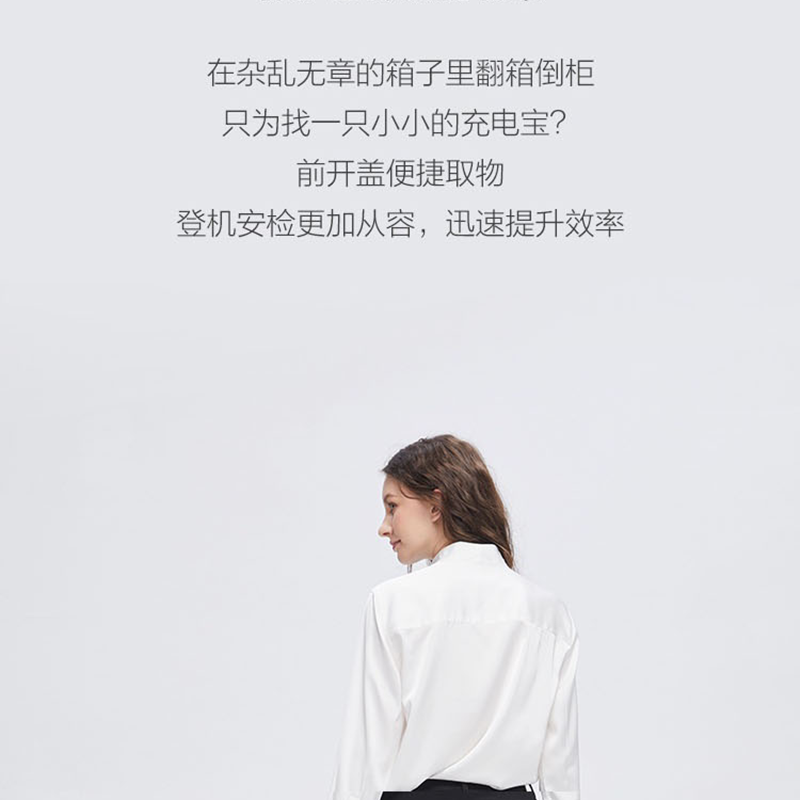 在杂乱无章的箱子里翻箱倒柜
只为找一只小小的充电宝？
前开盖便捷取物
登机安检更加从容，迅速提升效率